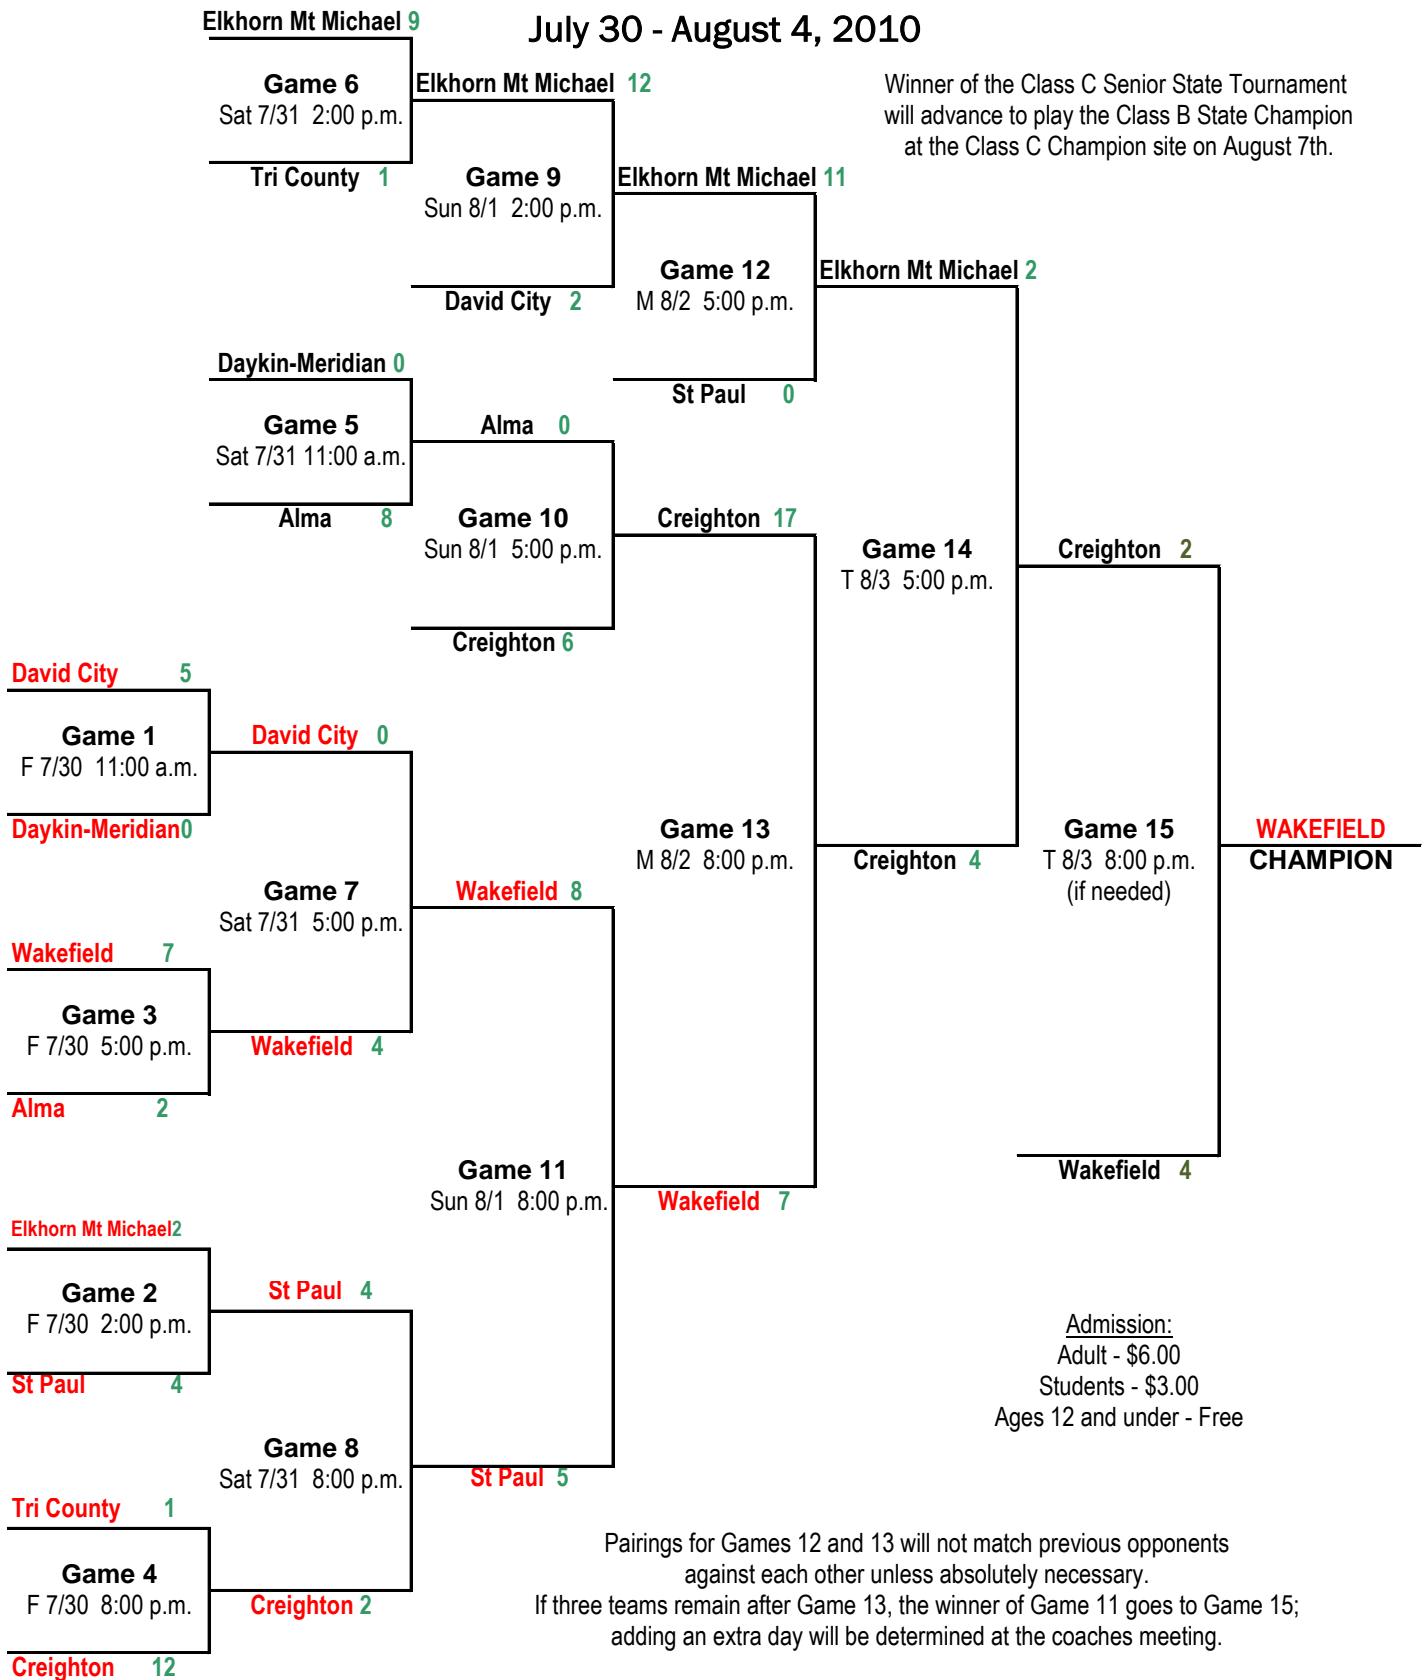 July 30 - August 4, 2010
Elkhorn Mt Michael 9
Game 6
Sat 7/31 2:00 p.m.
Tri County 1
Elkhorn Mt Michael 12
Game 9
Sun 8/1 2:00 p.m.
David City 2
Winner of the Class C Senior State Tournament
will advance to play the Class B State Champion
at the Class C Champion site on August 7th.
Elkhorn Mt Michael 11
Game 12
M 8/2 5:00 p.m.
St Paul 0
Elkhorn Mt Michael 2
Daykin-Meridian 0
Game 5
Sat 7/31 11:00 a.m.
Alma 8
Alma 0
Game 10
Sun 8/1 5:00 p.m.
Creighton 6
Creighton 17
Game 14
T 8/3 5:00 p.m.
Creighton 2
David City 5
Game 1
F 7/30 11:00 a.m.
Daykin-Meridian 0
David City 0
Game 7
Sat 7/31 5:00 p.m.
Wakefield 4
Wakefield 7
Game 3
F 7/30 5:00 p.m.
Alma 2
Wakefield 8
Game 13
M 8/2 8:00 p.m.
Creighton 4
Game 15
T 8/3 8:00 p.m.
(if needed)
WAKEFIELD
CHAMPION
Game 11
Sun 8/1 8:00 p.m.
Wakefield 7
Wakefield 4
Elkhorn Mt Michael 2
Game 2
F 7/30 2:00 p.m.
St Paul 4
St Paul 4
Game 8
Sat 7/31 8:00 p.m.
Creighton 2
St Paul 5
Tri County 1
Game 4
F 7/30 8:00 p.m.
Creighton 12
Admission:
Adult - $6.00
Students - $3.00
Ages 12 and under - Free
Pairings for Games 12 and 13 will not match previous opponents
against each other unless absolutely necessary.
If three teams remain after Game 13, the winner of Game 11 goes to Game 15;
adding an extra day will be determined at the coaches meeting.